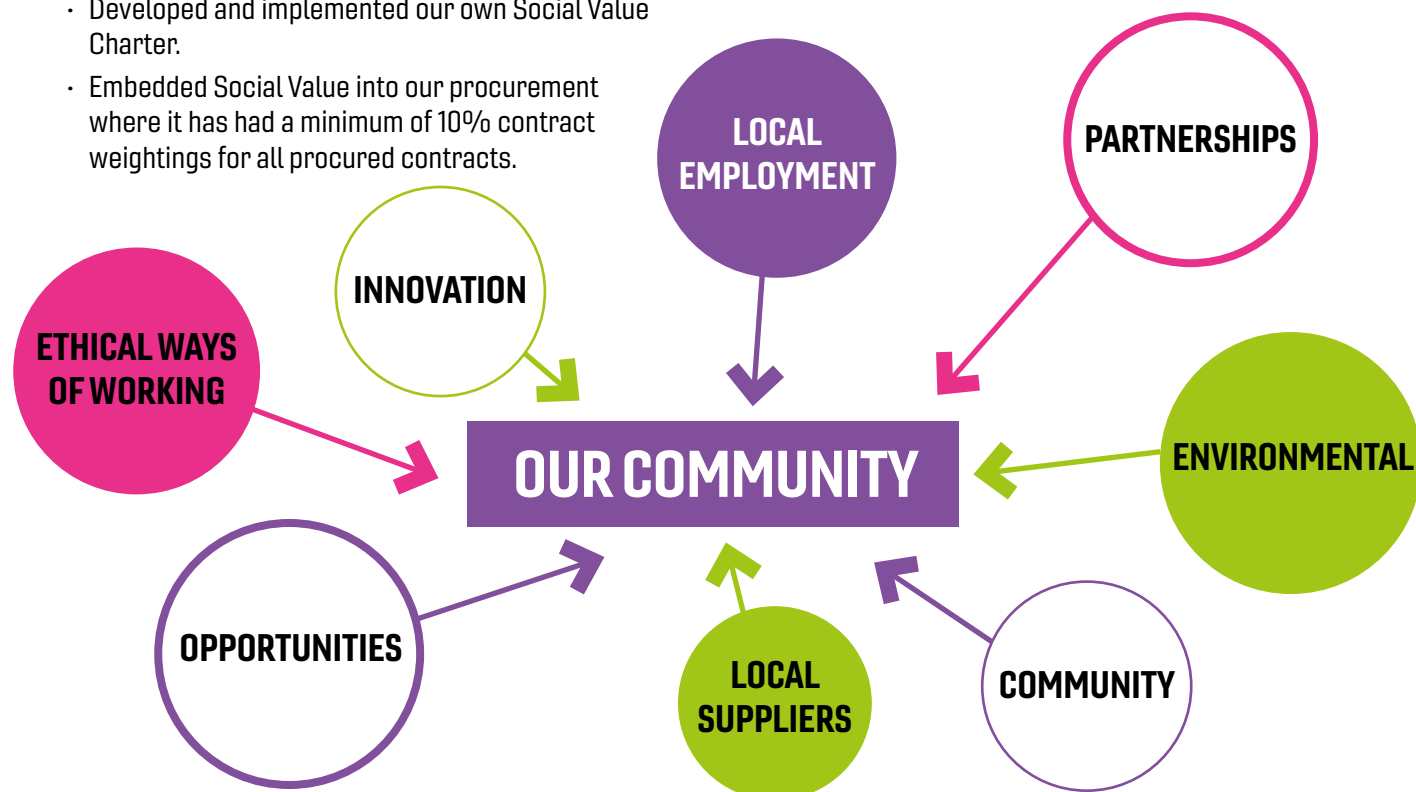 · Developed and implemented our own Social Value
Charter.
· Embedded Social Value into our procurement
where it has had a minimum of 10% contract
weightings for all procured contracts.
LOCAL
EMPLOYMENT
PARTNERSHIPS
INNOVATION
ETHICAL WAYS
OF WORKING
OUR COMMUNITY
ENVIRONMENTAL
OPPORTUNITIES
LOCAL
SUPPLIERS
COMMUNITY